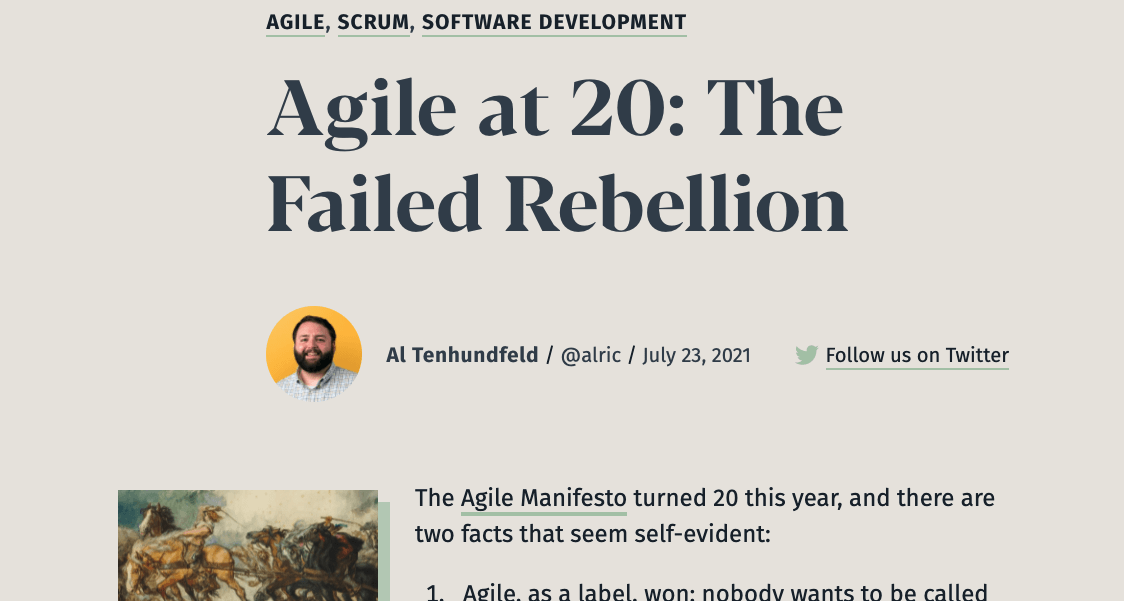 AGILE, SCRUM, SOFTWARE DEVELOPMENT
Agile at 20: The
Failed Rebellion
Al Tenhundfeld / @alric / July 23, 2021
Follow us on Twitter
The Agile Manifesto turned 20 this year, and there are
two facts that seem self-evident:
1. Agile, as a label, won; nobody wants to be called